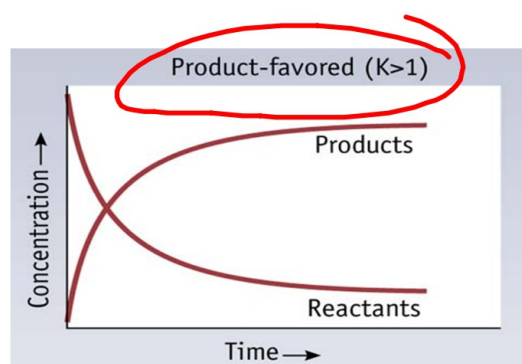 Product-favored (K>1)
Products
Concentration →
Reactants
Time →